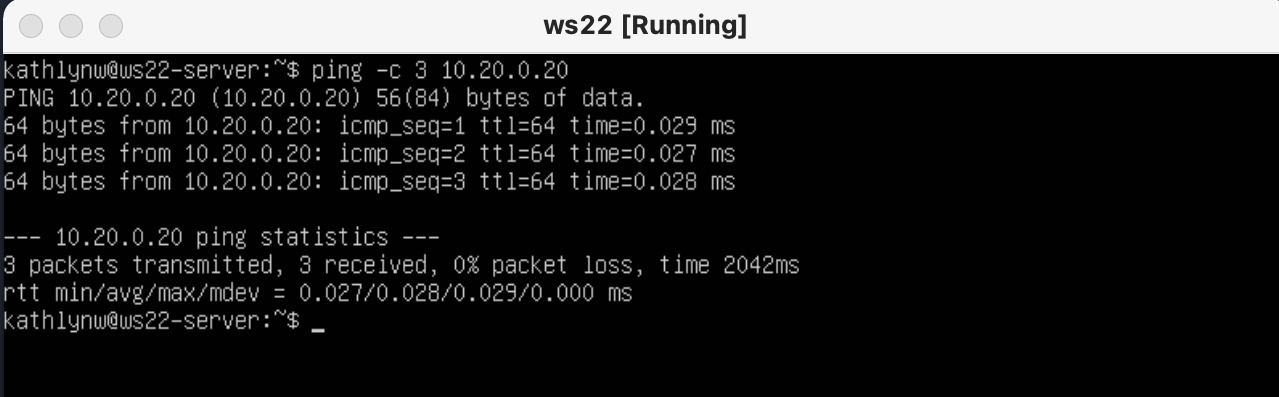 ws22 [Running]
kathlynw@ws22-server:~$ ping -c 3 10.20.0.20
PING 10.20.0.20 (10.20.0.20) 56(84) bytes of data.
64 bytes from 10.20.0.20: icmp_seq=1 ttl=64 time=0.029 ms
64 bytes from 10.20.0.20: icmp_seq=2 ttl=64 time=0.027 ms
64 bytes from 10.20.0.20: icmp_seq=3 ttl=64 time=0.028 ms
--- 10.20.0.20 ping statistics ---
3 packets transmitted, 3 received, 0% packet loss, time 2042ms
rtt min/avg/max/mdev = 0.027/0.028/0.029/0.000 ms
kathlynw@ws22-server:~$ _